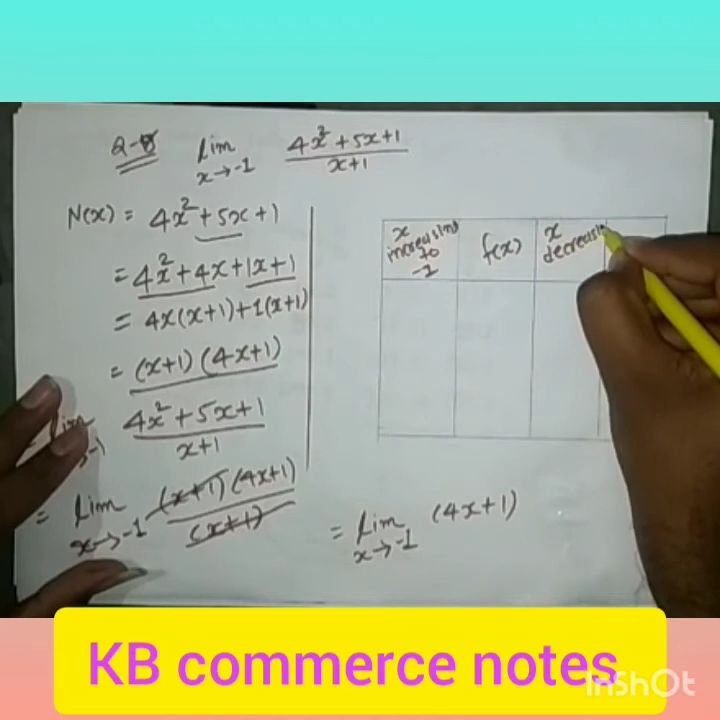 Q-8 Lim x→-1 4x²+5x+1 / x+1
N(x) = 4x²+5x+1
= 4x²+4x+1x+1
= 4x(x+1)+1(x+1)
= (x+1)(4x+1)
Lim x→-1 4x²+5x+1 / x+1
= Lim x→-1 (x+1)(4x+1) / (x+1)
= Lim x→-1 (4x+1)
x increasing to -1
f(x)
x
KB commerce notes
InShOt